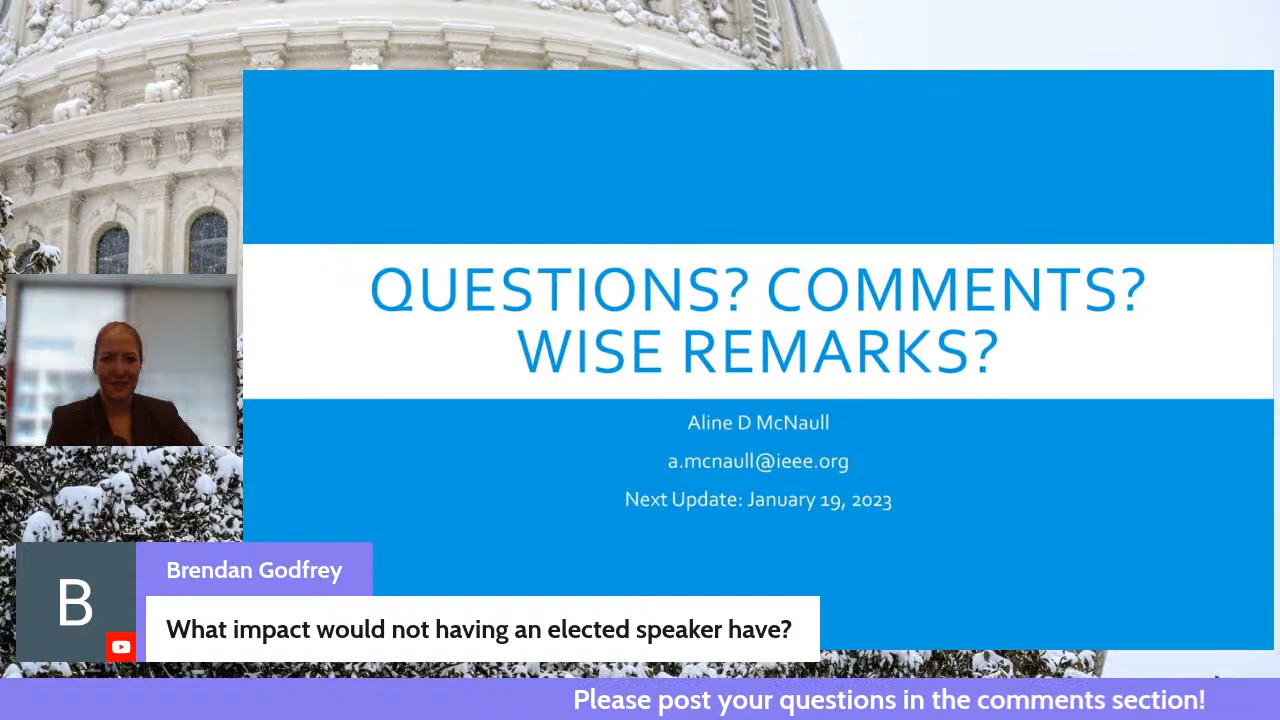 QUESTIONS? COMMENTS?
WISE REMARKS?
Aline D McNaull
a.mcnaull@ieee.org
Next Update: January 19, 2023
B
Brendan Godfrey
What impact would not having an elected speaker have?
Please post your questions in the comments section!